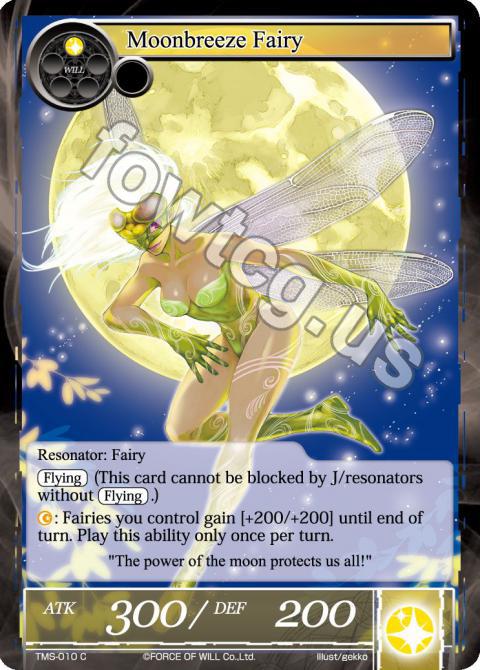 Moonbreeze Fairy
WILL
fowtcg.us
Resonator: Fairy
Flying (This card cannot be blocked by J/resonators
without Flying .)
: Fairies you control gain [+200/+200] until end of
turn. Play this ability only once per turn.
"The power of the moon protects us all!"
ATK 300 / DEF 200
TMS-010 C ©FORCE OF WILL Co.,Ltd. illust/gekko